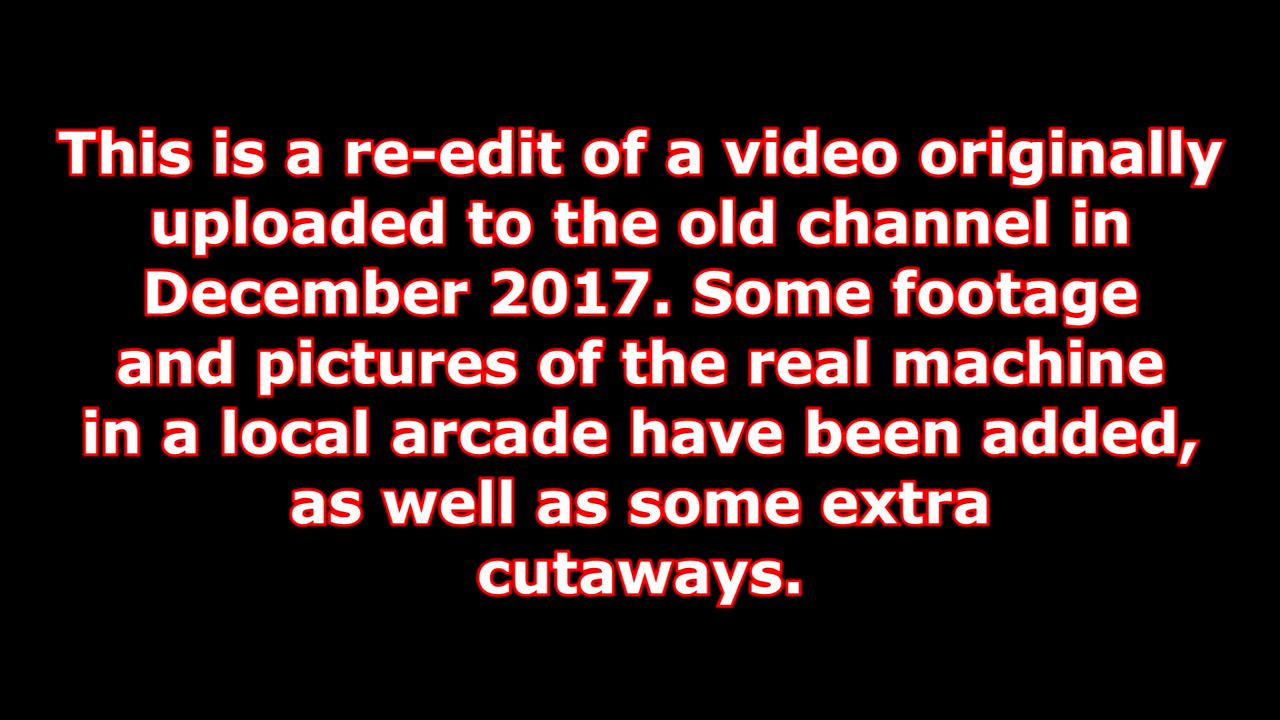 This is a re-edit of a video originally
uploaded to the old channel in
December 2017. Some footage
and pictures of the real machine
in a local arcade have been added,
as well as some extra
cutaways.